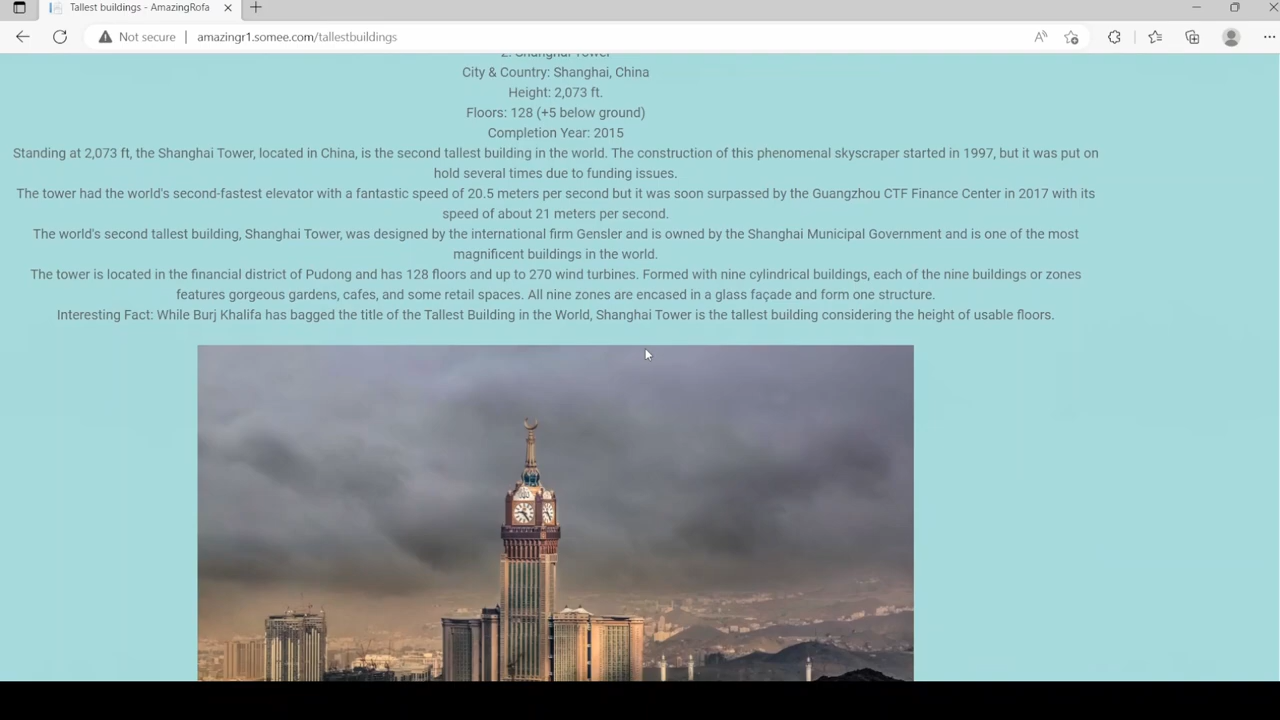 Tallest buildings - AmazingRofa
Not secure
amazingr1.somee.com/tallestbuildings
2. Shanghai Tower
City & Country: Shanghai, China
Height: 2,073 ft.
Floors: 128 (+5 below ground)
Completion Year: 2015
Standing at 2,073 ft, the Shanghai Tower, located in China, is the second tallest building in the world. The construction of this phenomenal skyscraper started in 1997, but it was put on
hold several times due to funding issues.
The tower had the world's second-fastest elevator with a fantastic speed of 20.5 meters per second but it was soon surpassed by the Guangzhou CTF Finance Center in 2017 with its
speed of about 21 meters per second.
The world's second tallest building, Shanghai Tower, was designed by the international firm Gensler and is owned by the Shanghai Municipal Government and is one of the most
magnificent buildings in the world.
The tower is located in the financial district of Pudong and has 128 floors and up to 270 wind turbines. Formed with nine cylindrical buildings, each of the nine buildings or zones
features gorgeous gardens, cafes, and some retail spaces. All nine zones are encased in a glass façade and form one structure.
Interesting Fact: While Burj Khalifa has bagged the title of the Tallest Building in the World, Shanghai Tower is the tallest building considering the height of usable floors.